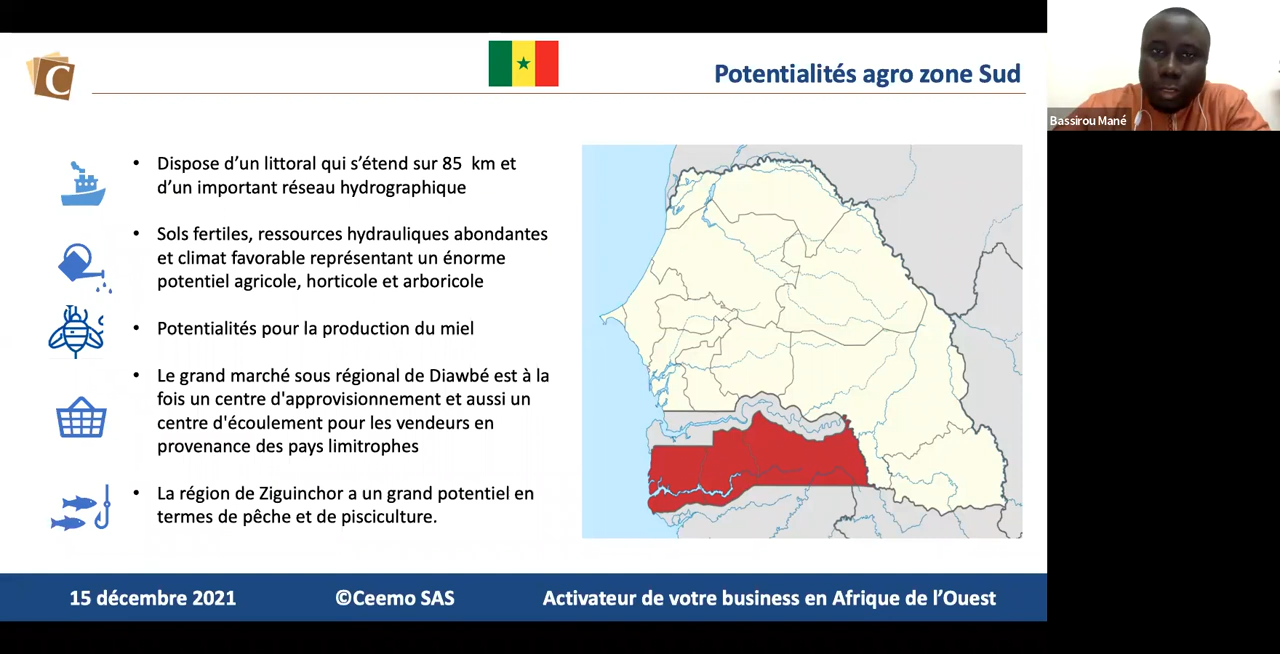 C
Potentialités agro zone Sud
Bassirou Mané
• Dispose d’un littoral qui s’étend sur 85 km et
d’un important réseau hydrographique
• Sols fertiles, ressources hydrauliques abondantes
et climat favorable représentant un énorme
potentiel agricole, horticole et arboricole
• Potentialités pour la production du miel
• Le grand marché sous régional de Diawbé est à la
fois un centre d'approvisionnement et aussi un
centre d'écoulement pour les vendeurs en
provenance des pays limitrophes
• La région de Ziguinchor a un grand potentiel en
termes de pêche et de pisciculture.
15 décembre 2021
©Ceemo SAS
Activateur de votre business en Afrique de l’Ouest